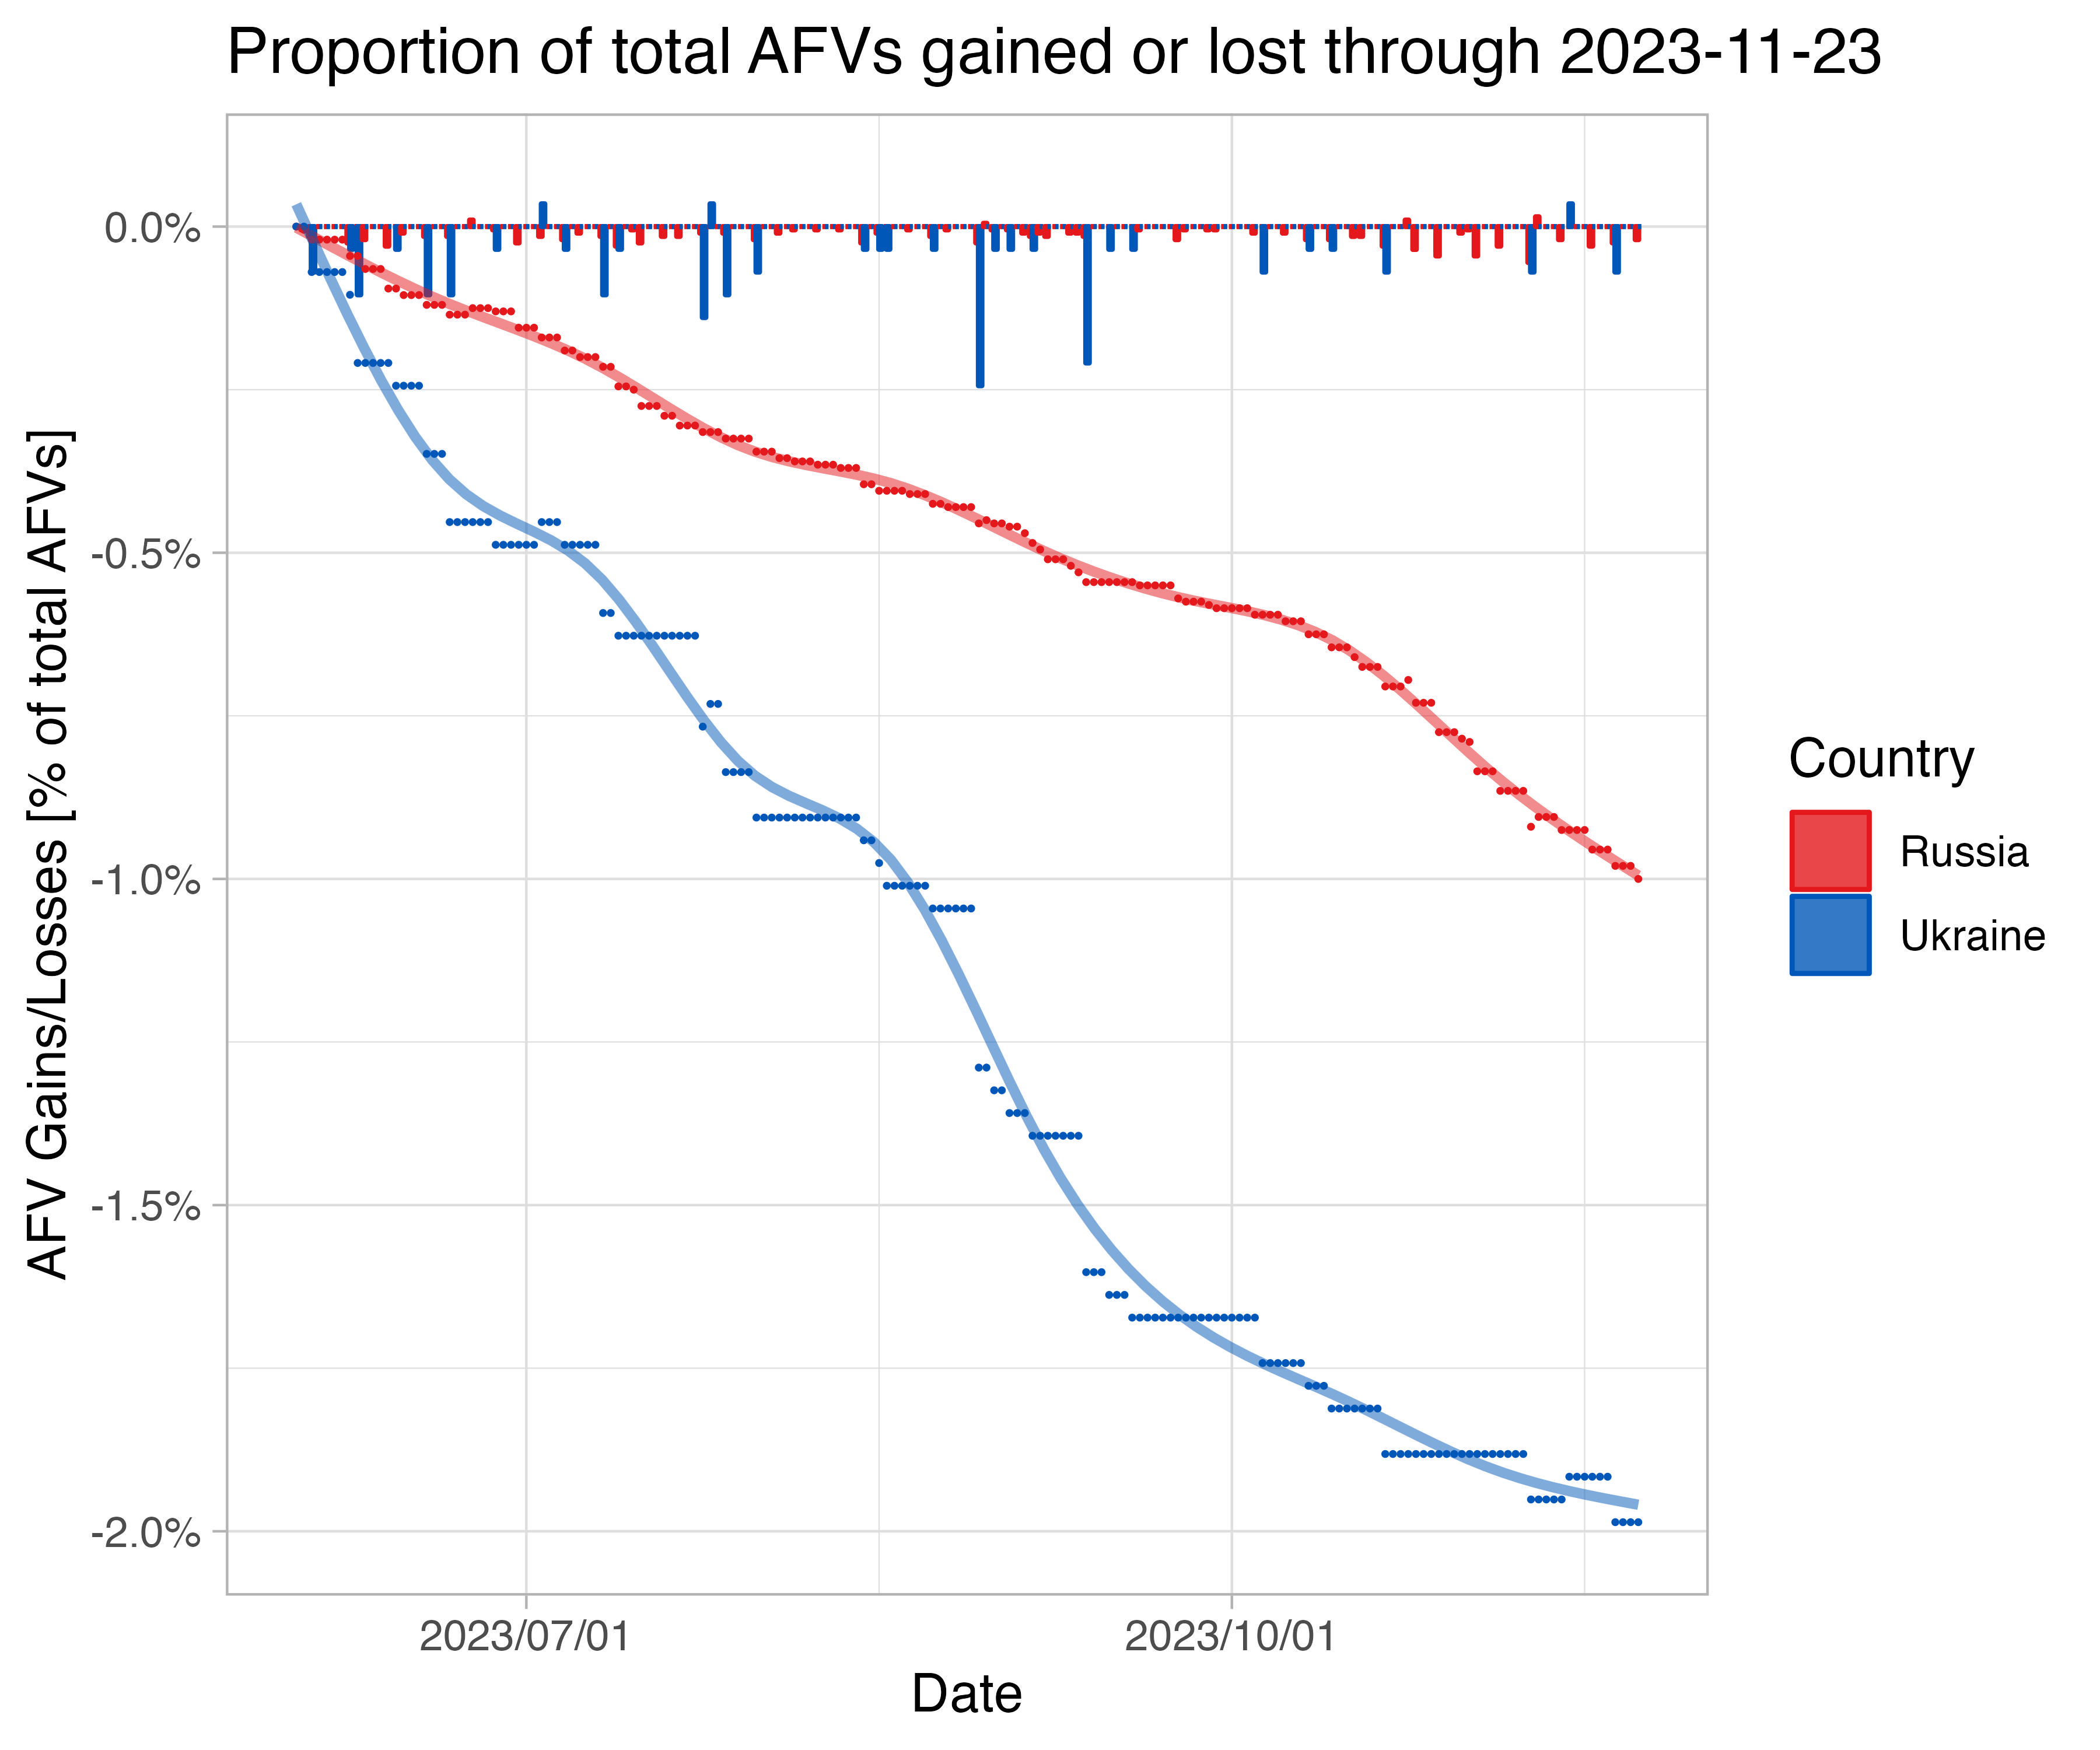 Proportion of total AFVs gained or lost through 2023-11-23
AFV Gains/Losses [% of total AFVs]
0.0%
-0.5%
-1.0%
-1.5%
-2.0%
2023/07/01
2023/10/01
Date
Country
Russia
Ukraine